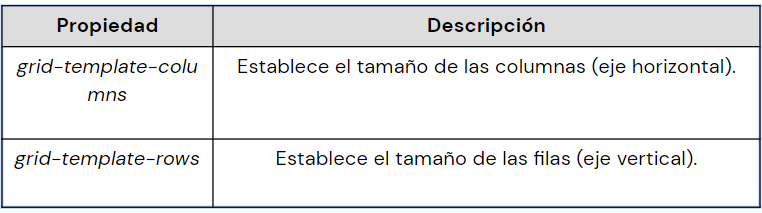 Propiedad Descripción
grid-template-colu Establece el tamaño de las columnas (eje horizontal).
mns
grid-template-rows Establece el tamaño de las filas (eje vertical).